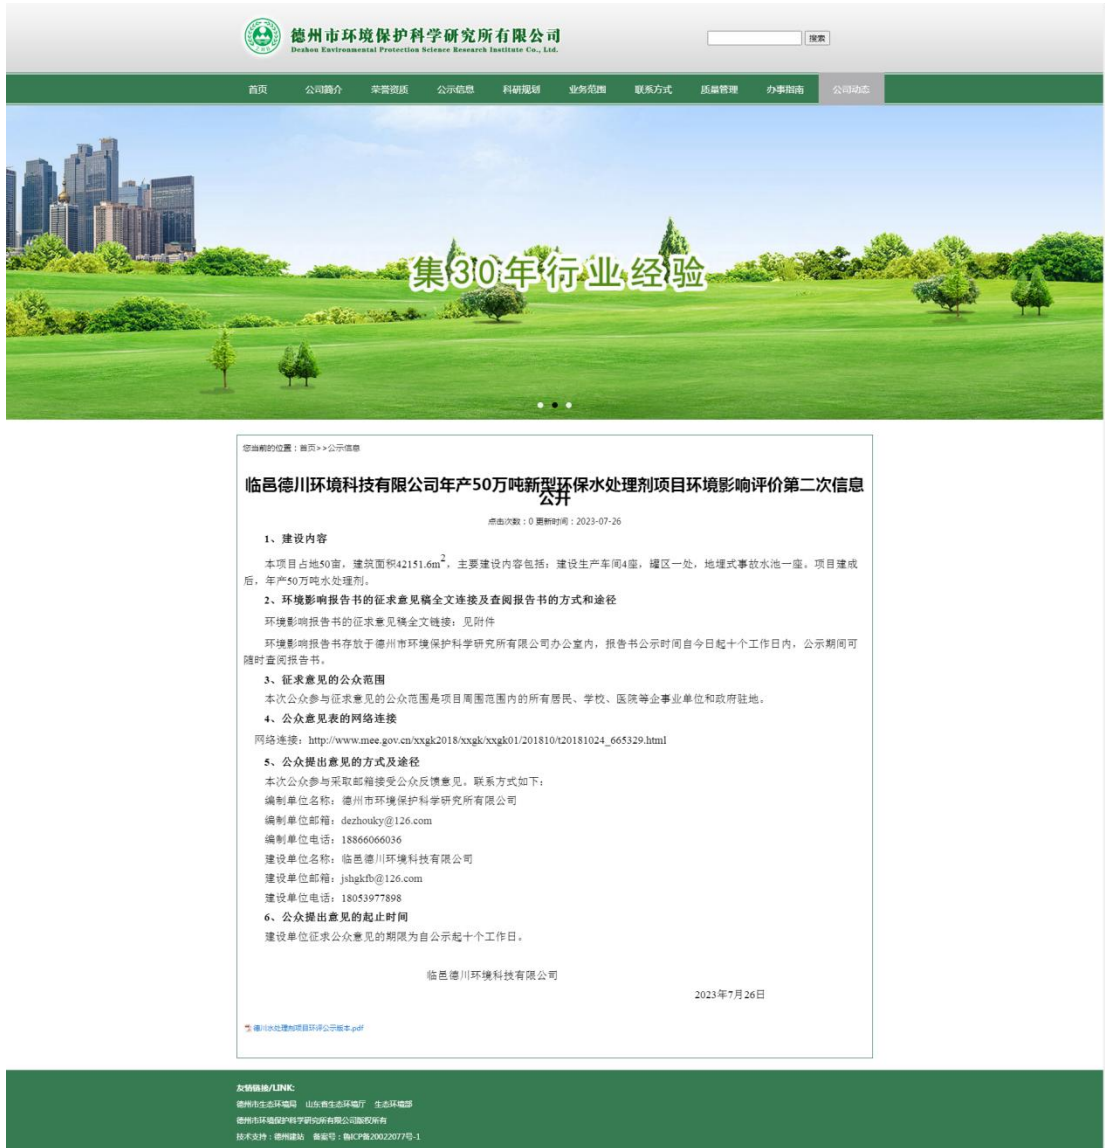 德州市环境保护科学研究所有限公司
Dezhou Environmental Protection Science Research Institute Co., Ltd.
搜索
首页 公司简介 荣誉资质 公示信息 科研规划 业务范围 联系方式 质量管理 办事指南 公司动态
集30年行业经验
您当前的位置：首页>>公示信息
临邑德川环境科技有限公司年产50万吨新型环保水处理剂项目环境影响评价第二次信息
公开
点击次数：0 更新时间：2023-07-26
1、建设内容
本项目占地50亩，建筑面积42151.6m²，主要建设内容包括：建设生产车间4座，罐区一处，地埋式事故水池一座。项目建成
后，年产50万吨水处理剂。
2、环境影响报告书的征求意见稿全文连接及查阅报告书的方式和途径
环境影响报告书的征求意见稿全文链接：见附件
环境影响报告书存放于德州市环境保护科学研究所有限公司办公室内，报告书公示时间自今日起十个工作日内，公示期间可
随时查阅报告书。
3、征求意见的公众范围
本次公众参与征求意见的公众范围是项目周围范围内的所有居民、学校、医院等企事业单位和政府驻地。
4、公众意见表的网络连接
网络连接：http://www.mee.gov.cn/xxgk2018/xxgk/xxgk01/201810/t20181024_665329.html
5、公众提出意见的方式及途径
本次公众参与采取邮箱接受公众反馈意见。联系方式如下：
编制单位名称：德州市环境保护科学研究所有限公司
编制单位邮箱：dezhouky@126.com
编制单位电话：18866066036
建设单位名称：临邑德川环境科技有限公司
建设单位邮箱：jshgkfb@126.com
建设单位电话：18053977898
6、公众提出意见的起止时间
建设单位征求公众意见的期限为自公示起十个工作日。
临邑德川环境科技有限公司
2023年7月26日
德川水处理剂项目环评公示版本.pdf
友情链接/LINK:
德州市生态环境局 山东省生态环境厅 生态环境部
德州市环境保护科学研究所有限公司版权所有
技术支持：德州建站 备案号：鲁ICP备20022077号-1